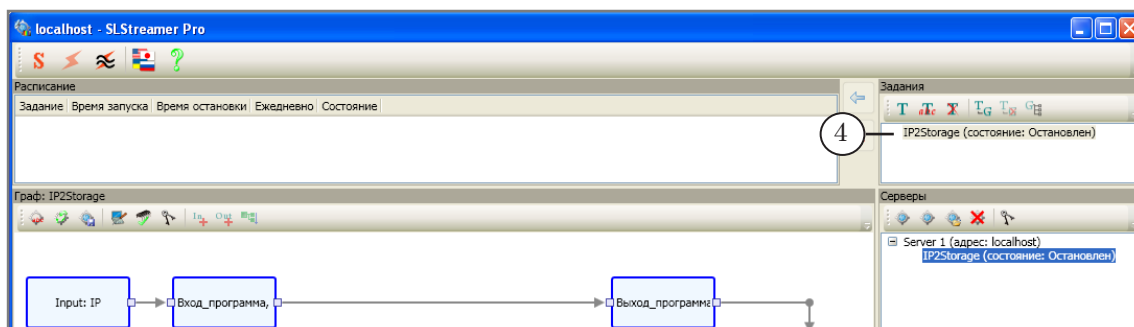 localhost - SLStreamer Pro
Расписание
Задание Время запуска Время остановки Ежедневно Состояние
Задания
4
IP2Storage (состояние: Остановлен)
Граф: IP2Storage
Серверы
Server 1 (адрес: localhost)
IP2Storage (состояние: Остановлен)
Input: IP
Вход_программа,
Выход_программа